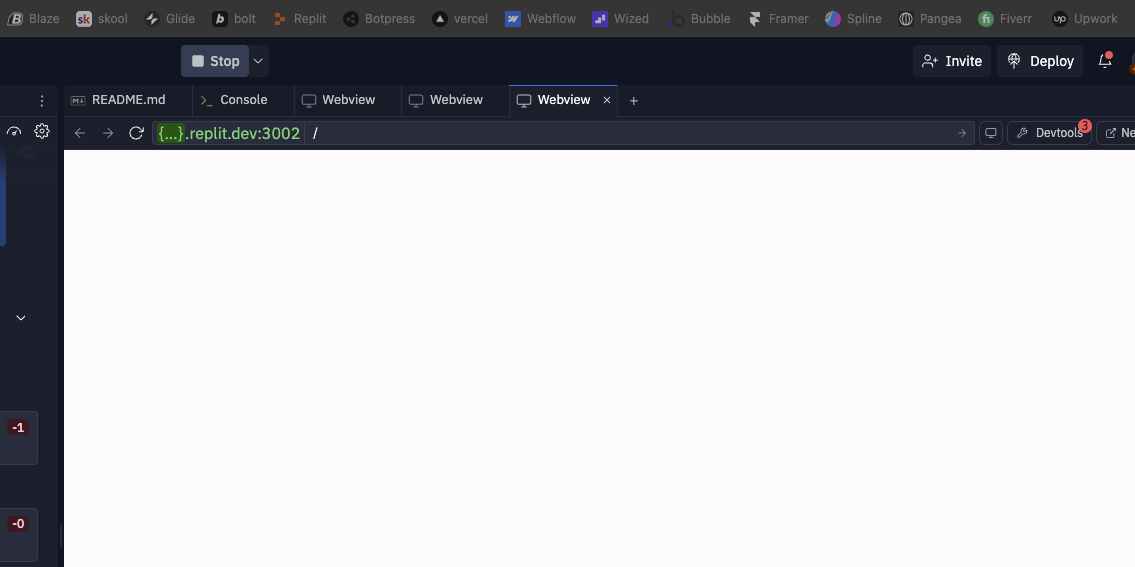 B Blaze sk skool Glide b bolt Replit Botpress vercel Webflow Wized Bubble Framer Spline Pangea fi Fiverr up Upwork
Stop Invite Deploy
README.md Console Webview Webview Webview × +
{...}.replit.dev:3002 / Devtools 3 Ne
-1
-0